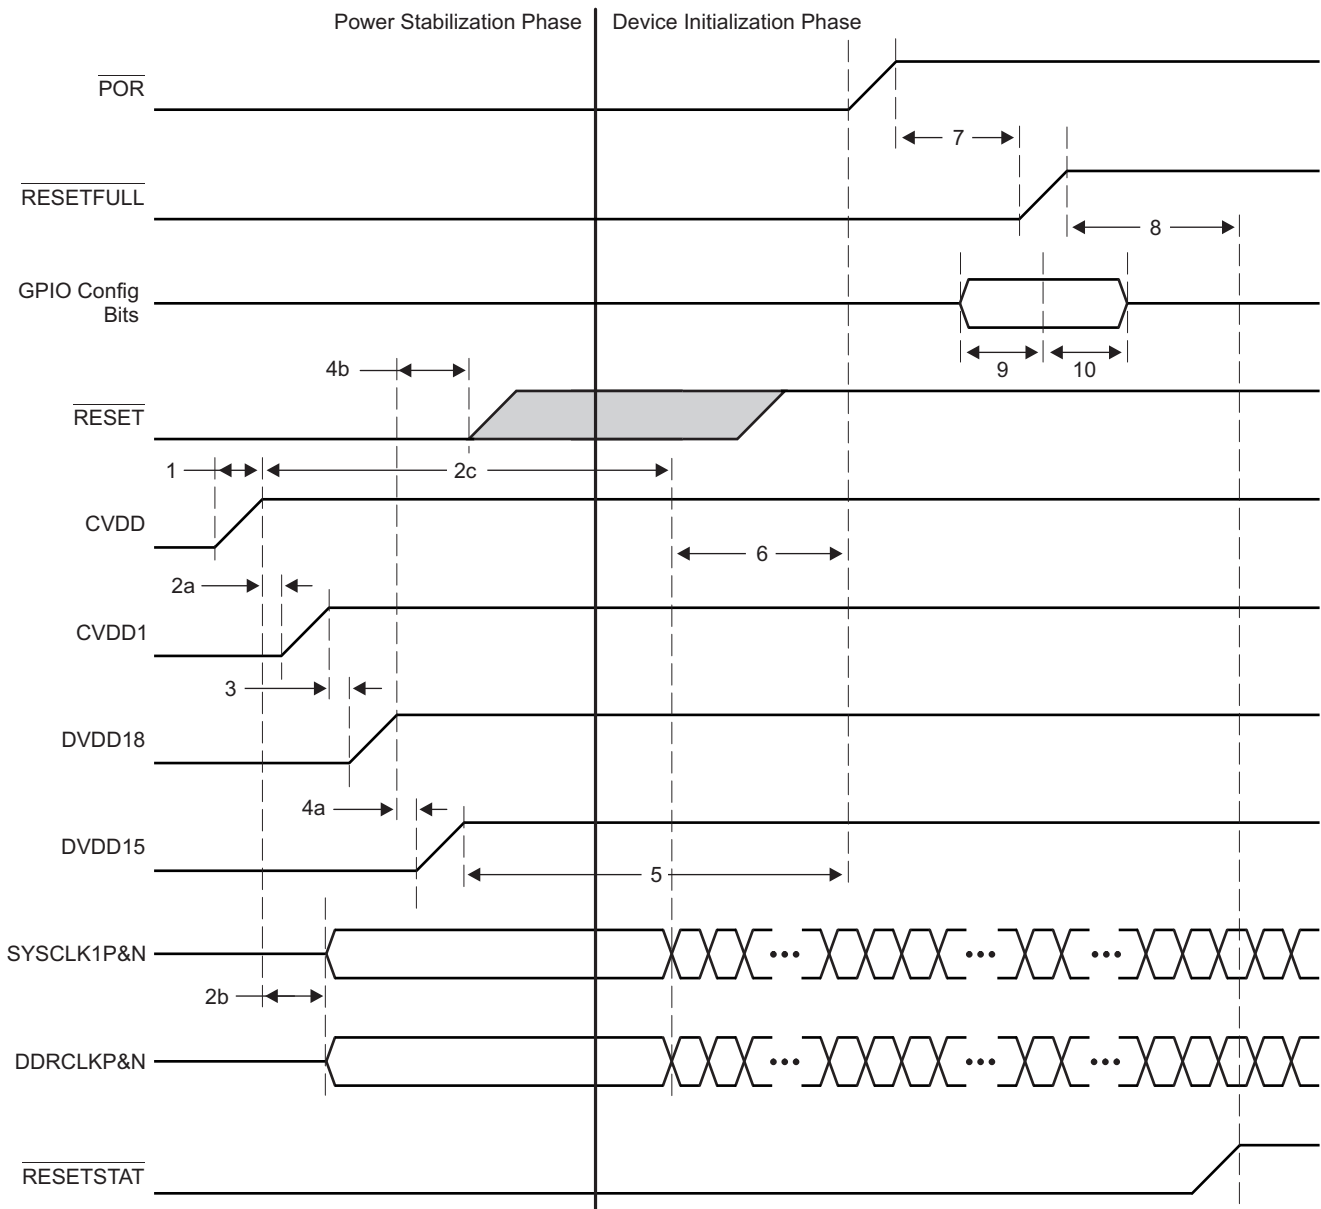 Power Stabilization Phase
Device Initialization Phase
POR
7
RESETFULL
8
GPIO Config
Bits
9
10
4b
RESET
1
2c
CVDD
6
2a
CVDD1
3
DVDD18
4a
DVDD15
5
SYSCLK1P&N
2b
DDRCLKP&N
RESETSTAT